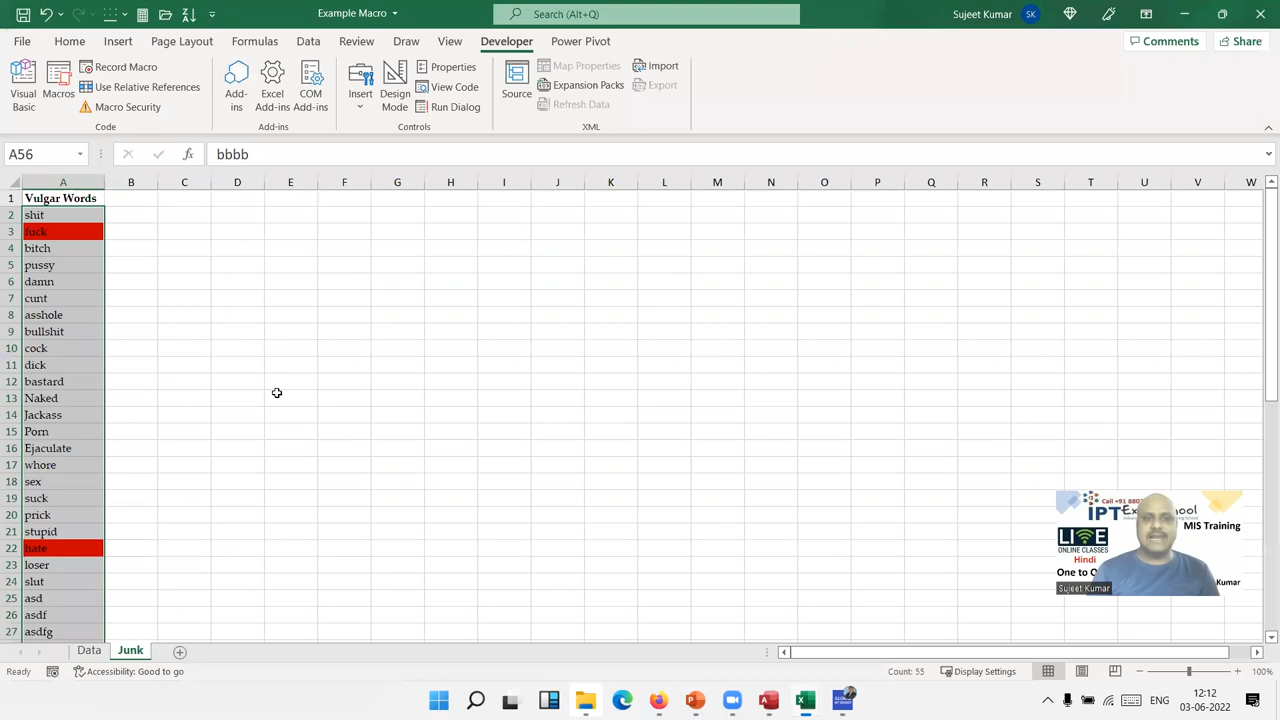 Example Macro
Search (Alt+Q)
Sujeet Kumar
SK
File
Home
Insert
Page Layout
Formulas
Data
Review
Draw
View
Developer
Power Pivot
Comments
Share
Visual Basic
Macros
Record Macro
Use Relative References
Macro Security
Code
Add-ins
Excel Add-ins
COM Add-ins
Add-ins
Insert
Design Mode
Properties
View Code
Run Dialog
Controls
Source
Map Properties
Expansion Packs
Refresh Data
Import
Export
XML
A56
fx
bbbb
A B C D E F G H I J K L M N O P Q R S T U V W
1 Vulgar Words
2 shit
3 fuck
4 bitch
5 pussy
6 damn
7 cunt
8 asshole
9 bullshit
10 cock
11 dick
12 bastard
13 Naked
14 Jackass
15 Porn
16 Ejaculate
17 whore
18 sex
19 suck
20 prick
21 stupid
22 hate
23 loser
24 slut
25 asd
26 asdf
27 asdfg
Call +91 880
IPT
School
MIS Training
LIVE
ONLINE CLASSES
Hindi
One to O
Kumar
Sujeet Kumar
Data
Junk
Ready
Accessibility: Good to go
Count: 55
Display Settings
100%
ENG
12:12
03-06-2022